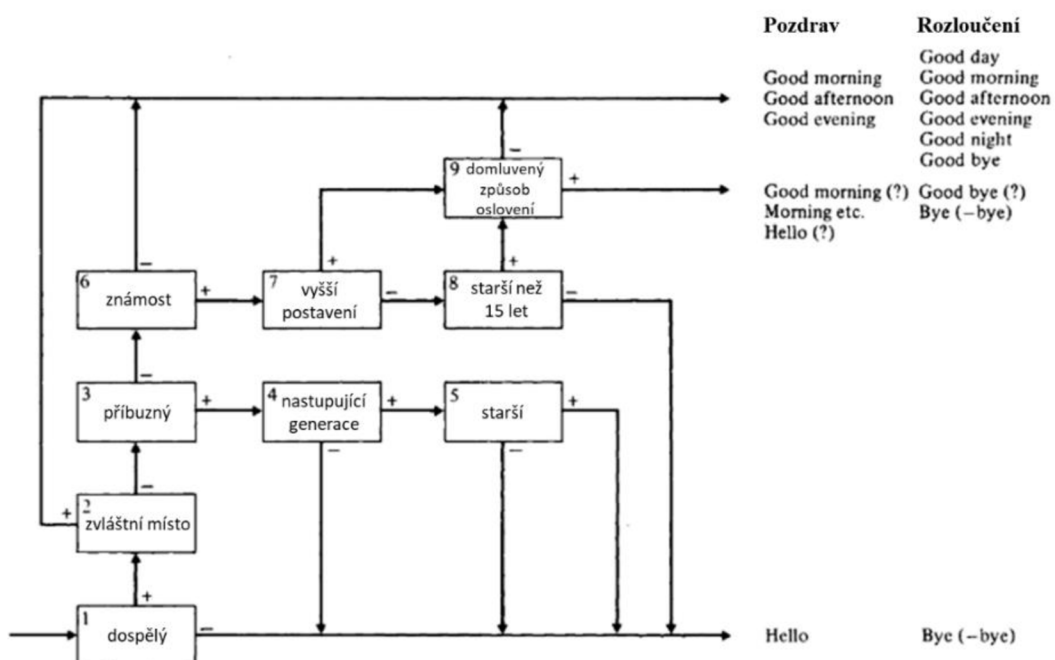 Pozdrav
Rozloučení
Good day
Good morning
Good morning
Good afternoon
Good afternoon
Good evening
Good evening
Good night
Good bye
9 domluvený
způsob
oslovení
+
−
Good morning (?)
Good bye (?)
Morning etc.
Bye (−bye)
Hello (?)
6
známost
−
+
7
vyšší
postavení
+
−
8
starší než
15 let
+
−
3
příbuzný
−
+
4 nastupující
generace
+
−
5
starší
+
−
2
zvláštní místo
+
−
1
dospělý
+
−
Hello
Bye (−bye)